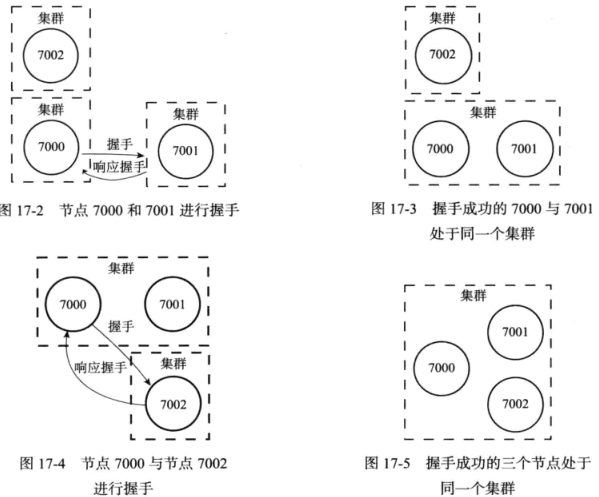 集群
7002
集群
7000
握手
响应握手
集群
7001
图 17-2 节点 7000 和 7001 进行握手
集群
7002
集群
7000
7001
图 17-3 握手成功的 7000 与 7001
处于同一个集群
集群
7000
7001
握手
响应握手
集群
7002
图 17-4 节点 7000 与节点 7002
进行握手
集群
7001
7000
7002
图 17-5 握手成功的三个节点处于
同一个集群